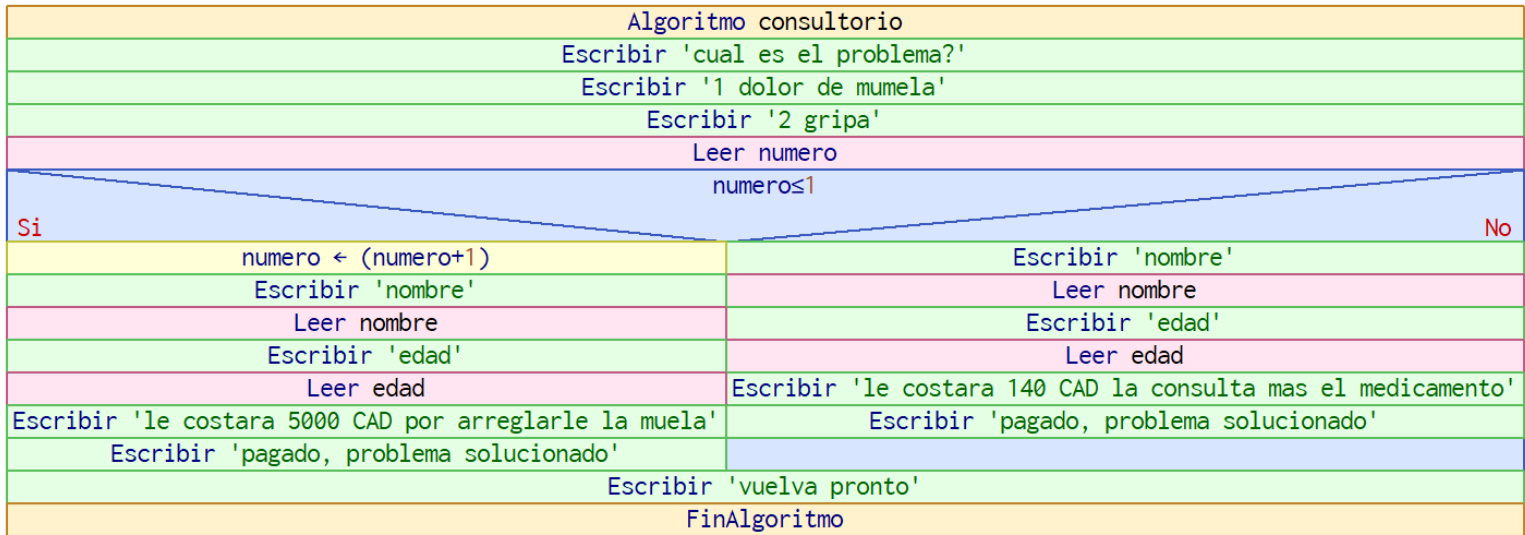 Algoritmo consultorio
Escribir 'cual es el problema?'
Escribir '1 dolor de mumela'
Escribir '2 gripa'
Leer numero
numero≤1
Si
No
numero ← (numero+1)
Escribir 'nombre'
Leer nombre
Escribir 'edad'
Leer edad
Escribir 'le costara 5000 CAD por arreglarle la muela'
Escribir 'pagado, problema solucionado'
Escribir 'nombre'
Leer nombre
Escribir 'edad'
Leer edad
Escribir 'le costara 140 CAD la consulta mas el medicamento'
Escribir 'pagado, problema solucionado'
Escribir 'vuelva pronto'
FinAlgoritmo